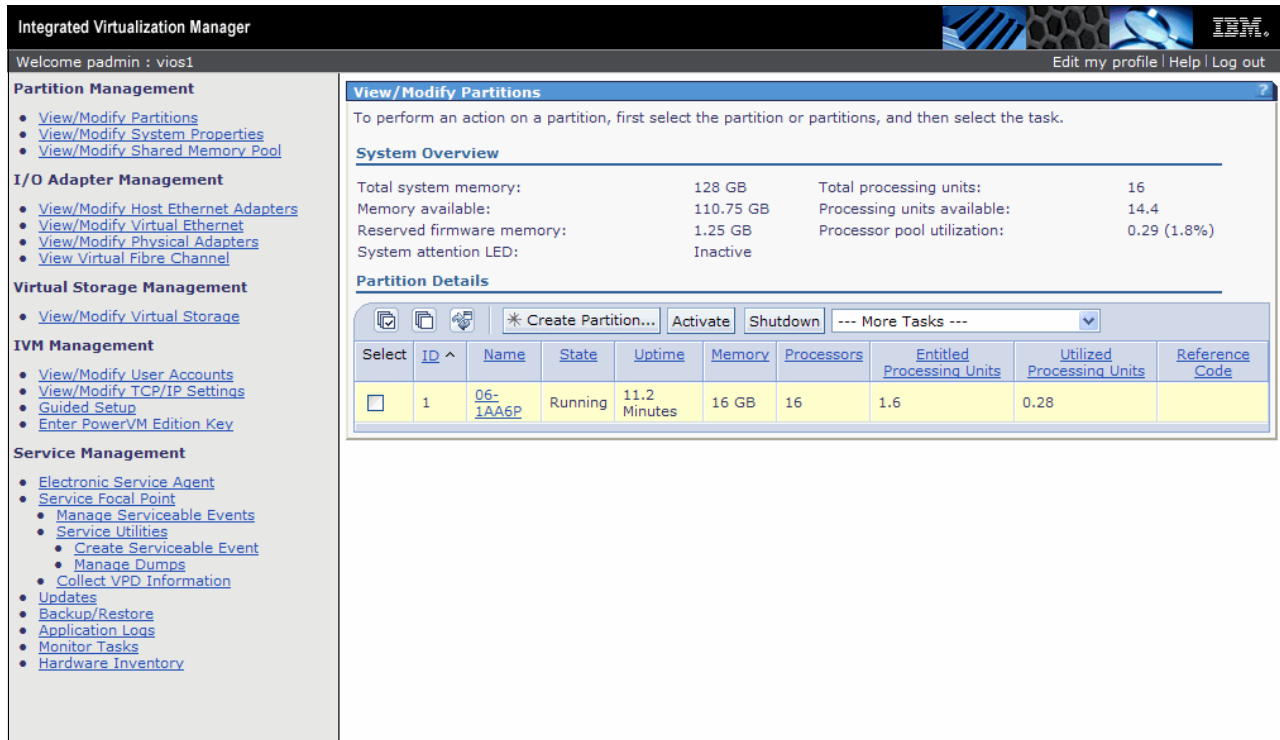 Integrated Virtualization Manager
IBM.
Welcome padmin : vios1
Edit my profile | Help | Log out
Partition Management
View/Modify Partitions
View/Modify System Properties
View/Modify Shared Memory Pool
I/O Adapter Management
View/Modify Host Ethernet Adapters
View/Modify Virtual Ethernet
View/Modify Physical Adapters
View Virtual Fibre Channel
Virtual Storage Management
View/Modify Virtual Storage
IVM Management
View/Modify User Accounts
View/Modify TCP/IP Settings
Guided Setup
Enter PowerVM Edition Key
Service Management
Electronic Service Agent
Service Focal Point
Manage Serviceable Events
Service Utilities
Create Serviceable Event
Manage Dumps
Collect VPD Information
Updates
Backup/Restore
Application Logs
Monitor Tasks
Hardware Inventory
View/Modify Partitions
?
To perform an action on a partition, first select the partition or partitions, and then select the task.
System Overview
Total system memory: 128 GB Total processing units: 16
Memory available: 110.75 GB Processing units available: 14.4
Reserved firmware memory: 1.25 GB Processor pool utilization: 0.29 (1.8%)
System attention LED: Inactive
Partition Details
Create Partition... Activate Shutdown --- More Tasks ---
Select ID ^ Name State Uptime Memory Processors Entitled Processing Units Utilized Processing Units Reference Code
1 06-1AA6P Running 11.2 Minutes 16 GB 16 1.6 0.28